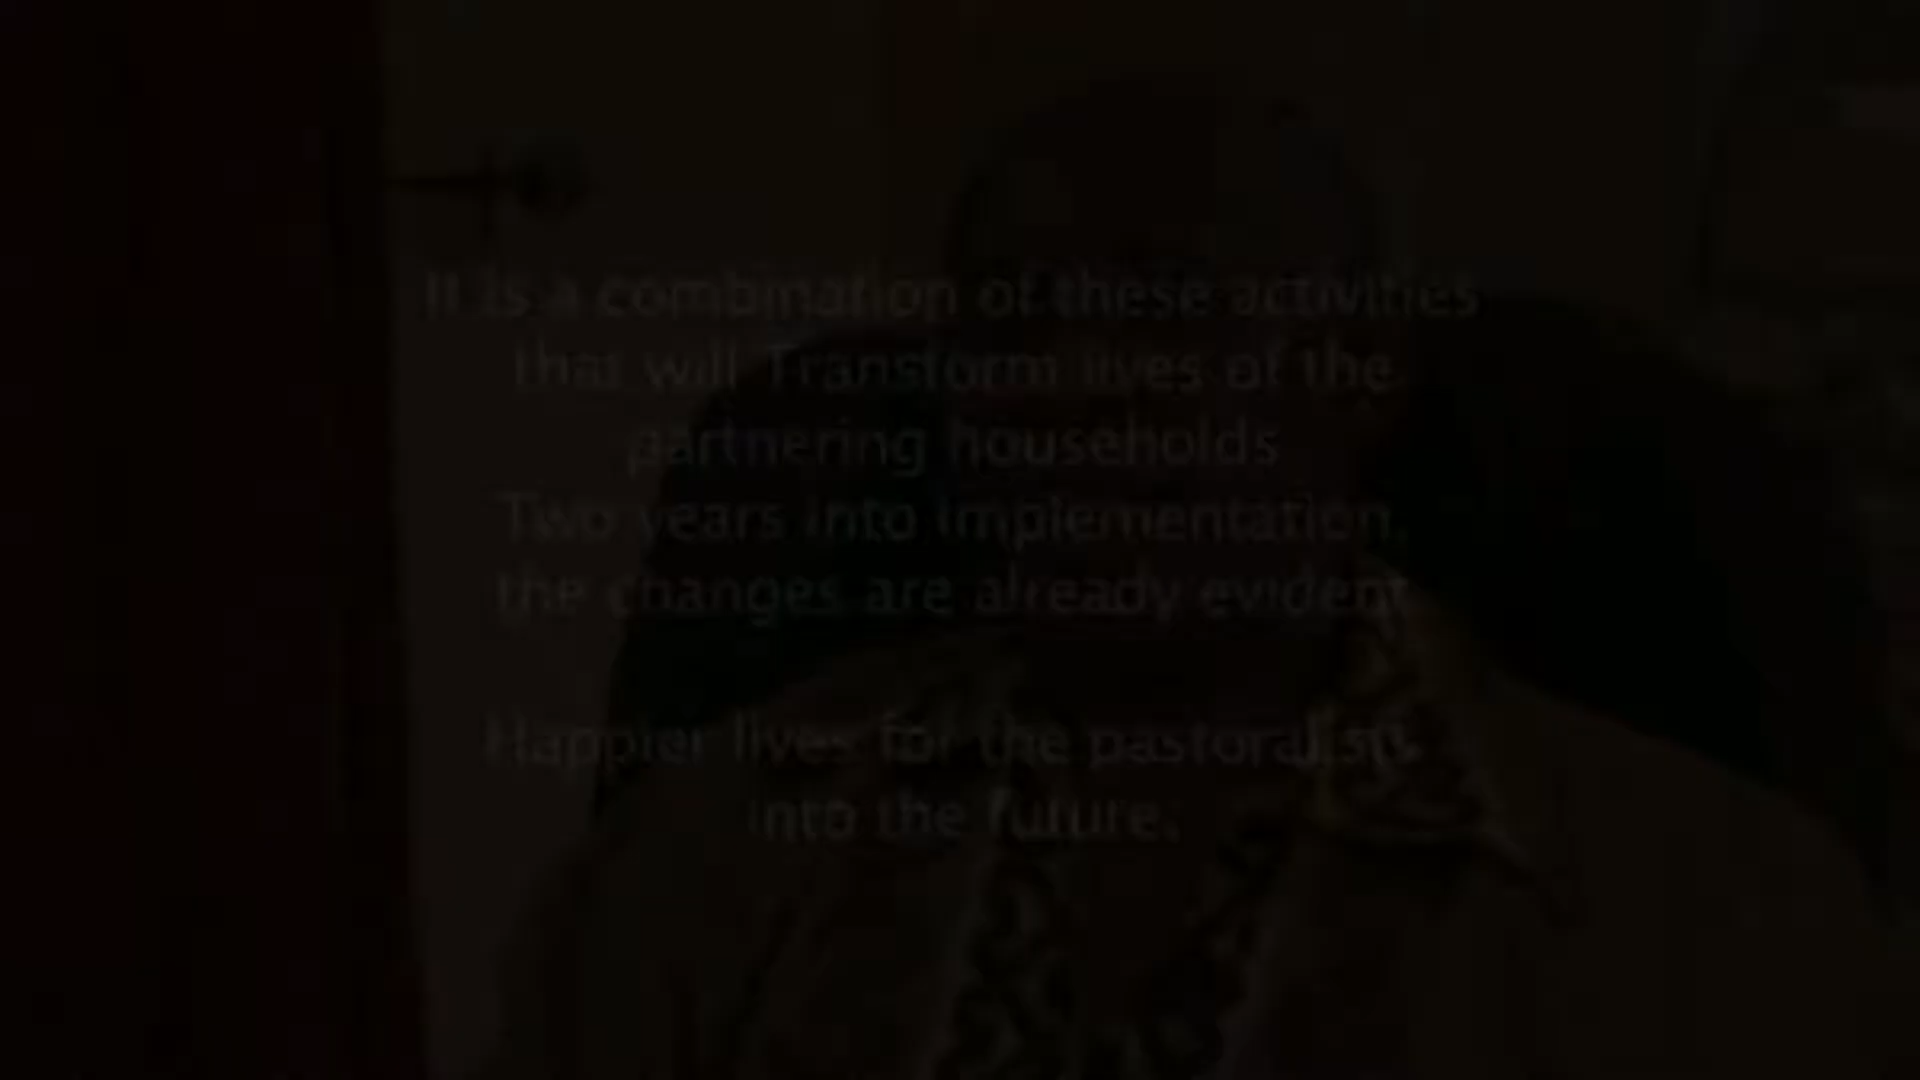 It is a combination of these activities
that will Transform lives of the
partnering households
Two years into implementation,
the changes are already evident
Happier lives for the pastoralists
into the future.